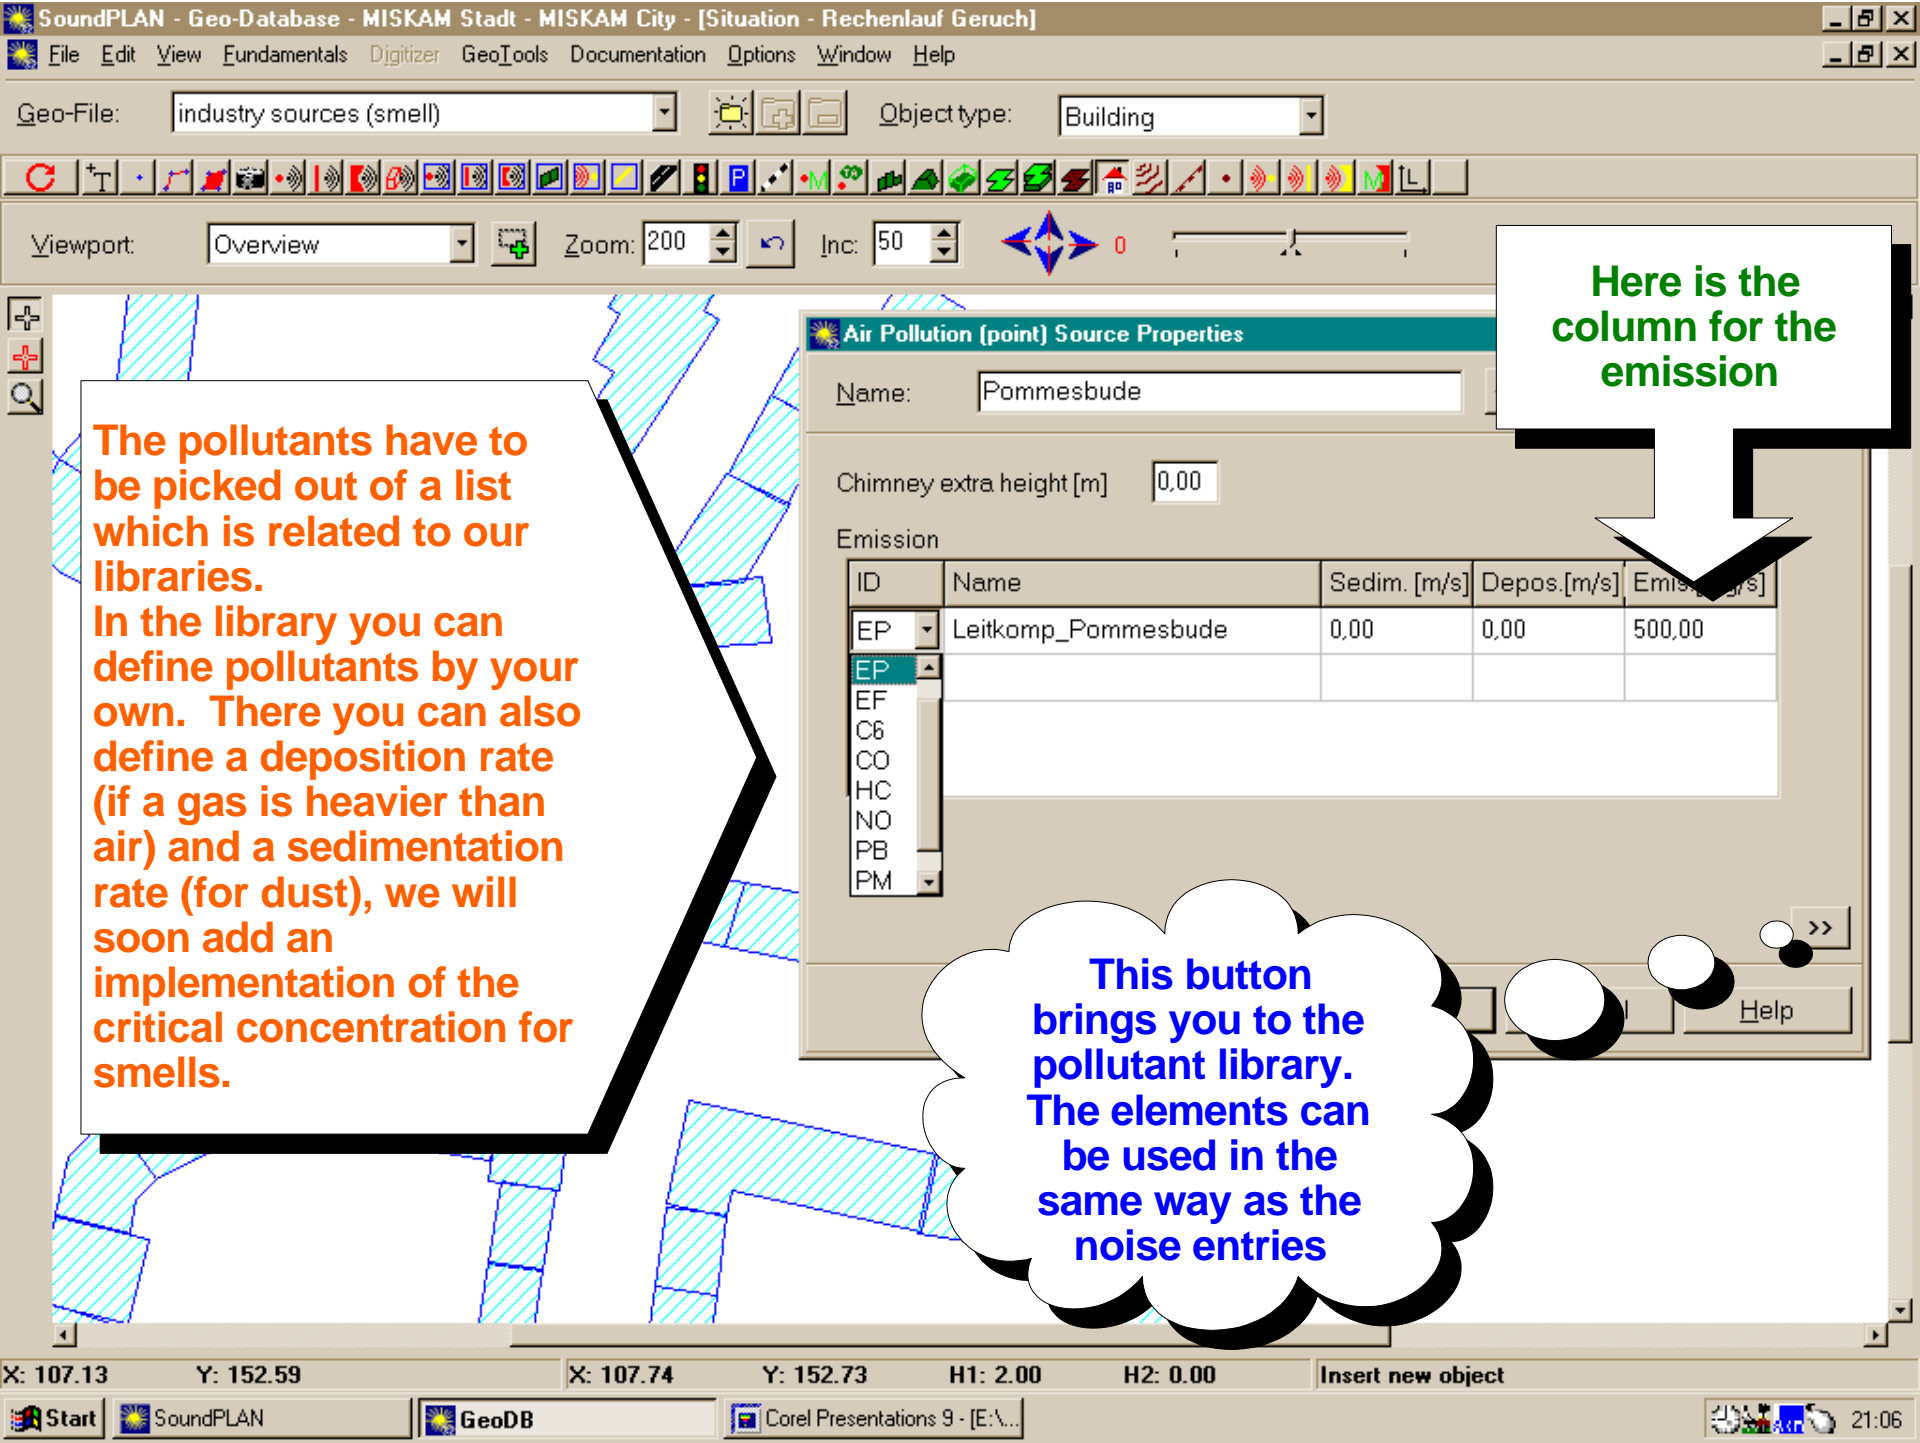 SoundPLAN - Geo-Database - MISKAM Stadt - MISKAM City - [Situation - Rechenlauf Geruch]
File Edit View Fundamentals Digitizer GeoTools Documentation Options Window Help
Geo-File: industry sources (smell) Object type: Building
Viewport: Overview Zoom: 200 Inc: 50 0
Here is the
column for the
emission
Air Pollution (point) Source Properties
Name: Pommesbude
Chimney extra height [m] 0,00
Emission
ID Name Sedim. [m/s] Depos.[m/s]
EP Leitkomp_Pommesbude 0,00 0,00 500,00
EP
EF
C6
CO
HC
NO
PB
PM
>>
Help
The pollutants have to
be picked out of a list
which is related to our
libraries.
In the library you can
define pollutants by your
own. There you can also
define a deposition rate
(if a gas is heavier than
air) and a sedimentation
rate (for dust), we will
soon add an
implementation of the
critical concentration for
smells.
This button
brings you to the
pollutant library.
The elements can
be used in the
same way as the
noise entries
X: 107.13 Y: 152.59 X: 107.74 Y: 152.73 H1: 2.00 H2: 0.00 Insert new object
Start SoundPLAN GeoDB Corel Presentations 9 - [E:\... 21:06